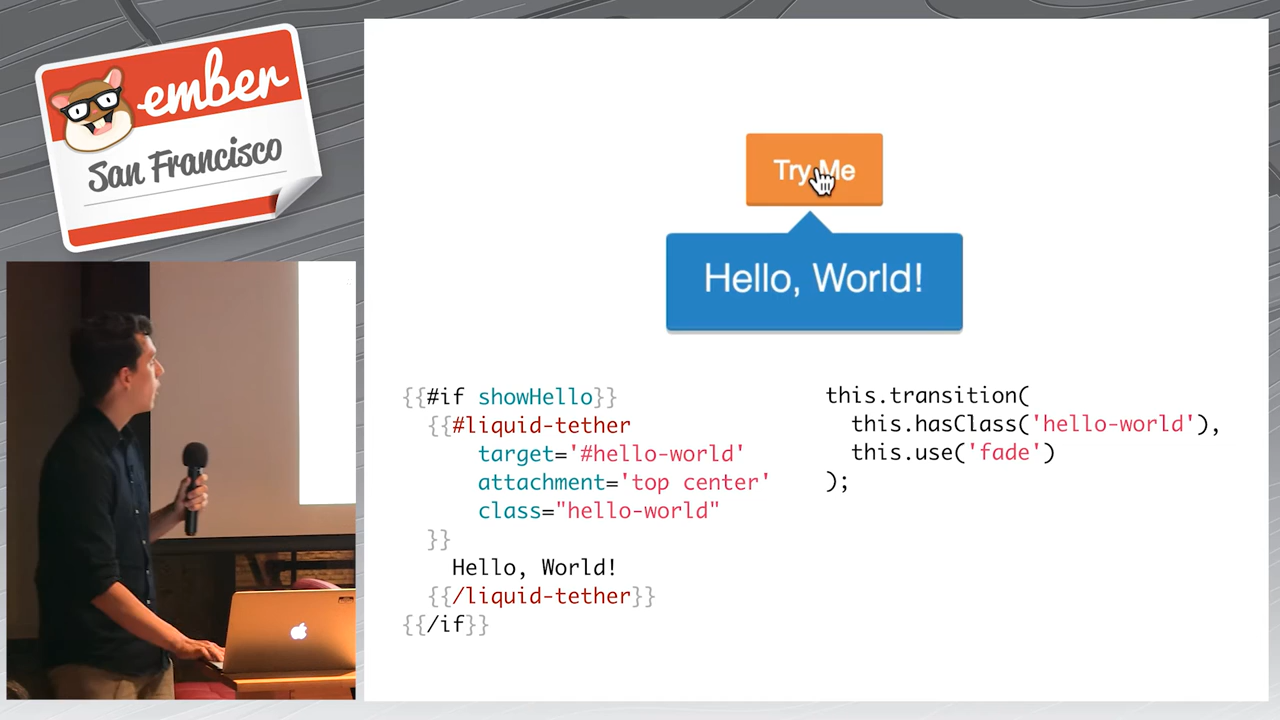 ember
San Francisco
Try Me
Hello, World!
{{#if showHello}}
{{#liquid-tether
target='#hello-world'
attachment='top center'
class="hello-world"
}}
Hello, World!
{{/liquid-tether}}
{{/if}}
this.transition(
this.hasClass('hello-world'),
this.use('fade')
);